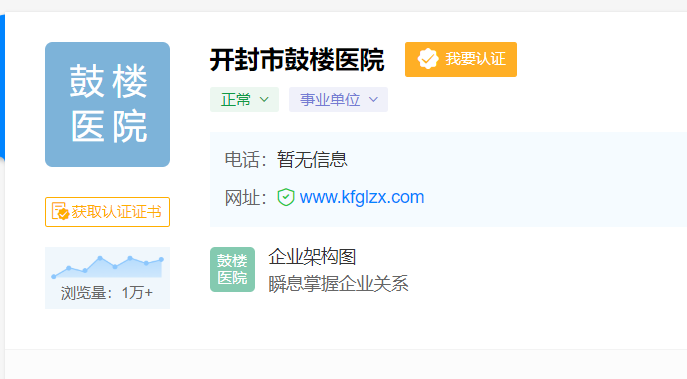 鼓楼
医院
开封市鼓楼医院
我要认证
正常
事业单位
电话：暂无信息
网址：www.kfglzx.com
获取认证证书
浏览量：1万+
鼓楼
医院
企业架构图
瞬息掌握企业关系